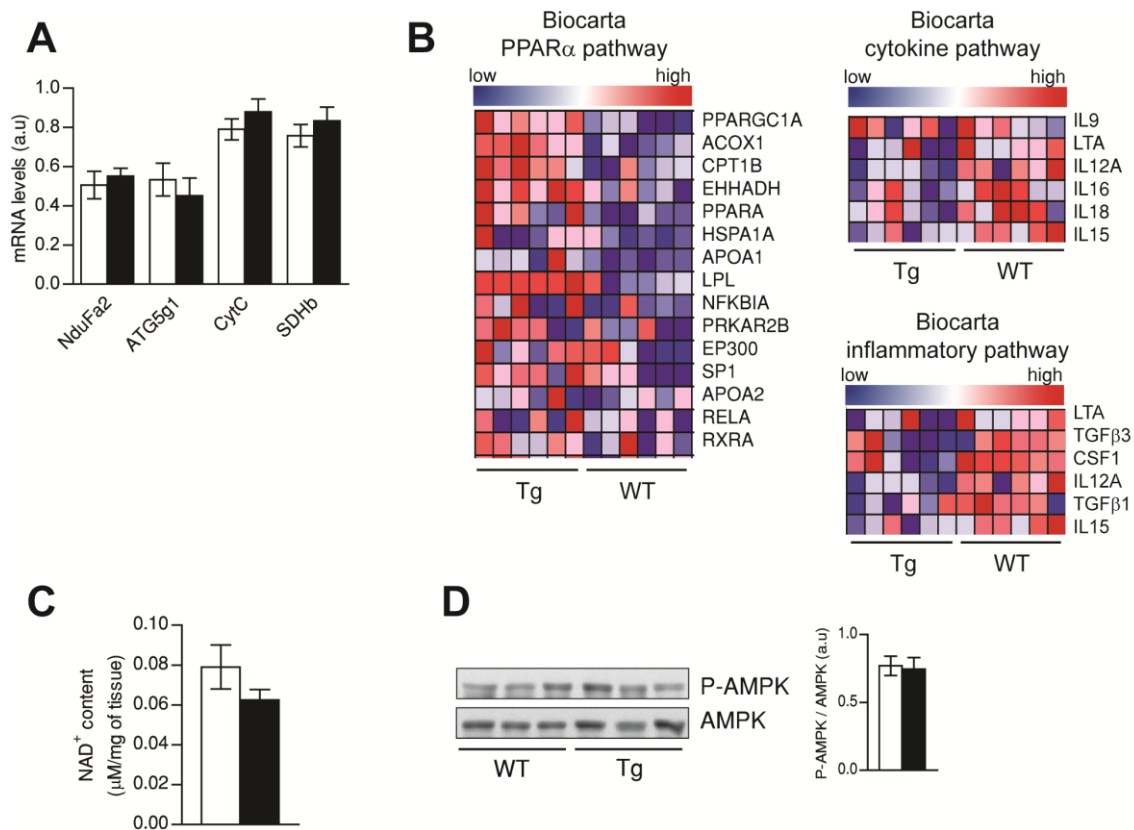 A
mRNA levels (a.u)
1.0
0.8
0.6
0.4
0.2
0.0
NduFa2
ATG5g1
CytC
SDHb
B
Biocarta
PPARα pathway
low high
PPARGC1A
ACOX1
CPT1B
EHHADH
PPARA
HSPA1A
APOA1
LPL
NFKBIA
PRKAR2B
EP300
SP1
APOA2
RELA
RXRA
Tg WT
Biocarta
cytokine pathway
low high
IL9
LTA
IL12A
IL16
IL18
IL15
Tg WT
Biocarta
inflammatory pathway
low high
LTA
TGFβ3
CSF1
IL12A
TGFβ1
IL15
Tg WT
C
NAD+ content
(μM/mg of tissue)
0.10
0.08
0.06
0.04
0.02
0.00
D
P-AMPK
AMPK
WT Tg
P-AMPK / AMPK (a.u)
1.0
0.5
0.0